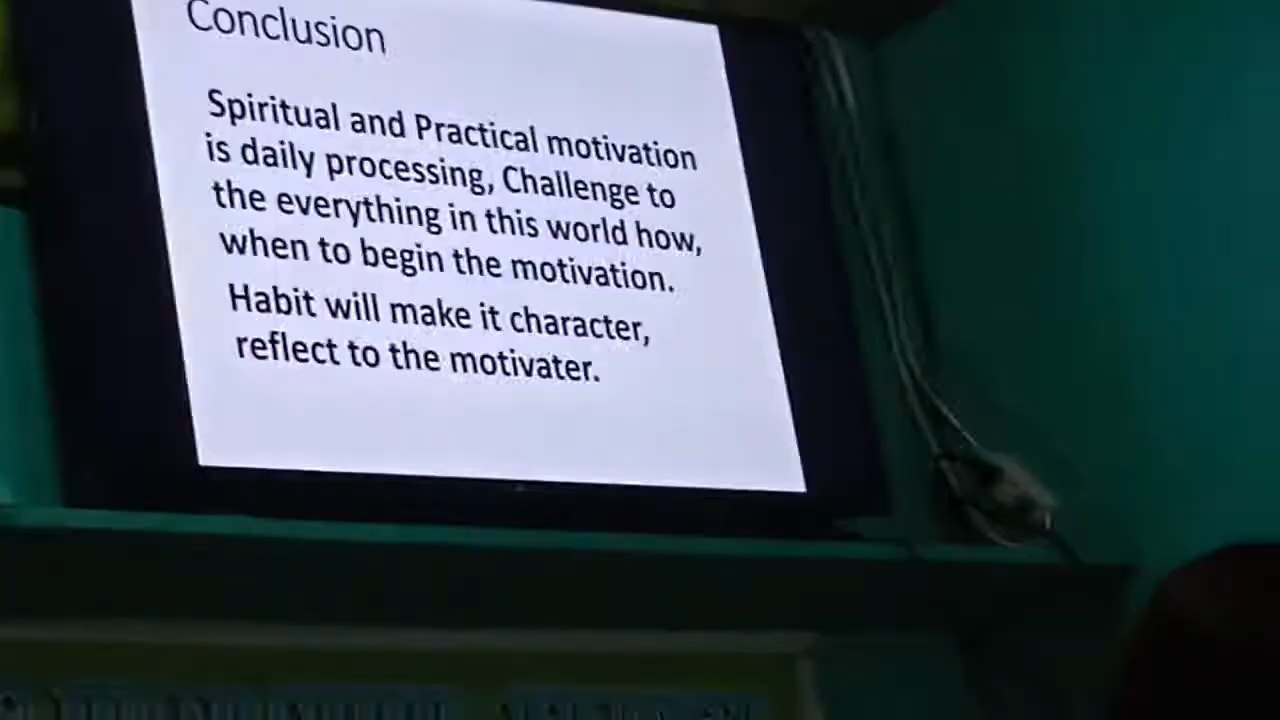 Conclusion
Spiritual and Practical motivation
is daily processing, Challenge to
the everything in this world how,
when to begin the motivation.
Habit will make it character,
reflect to the motivater.